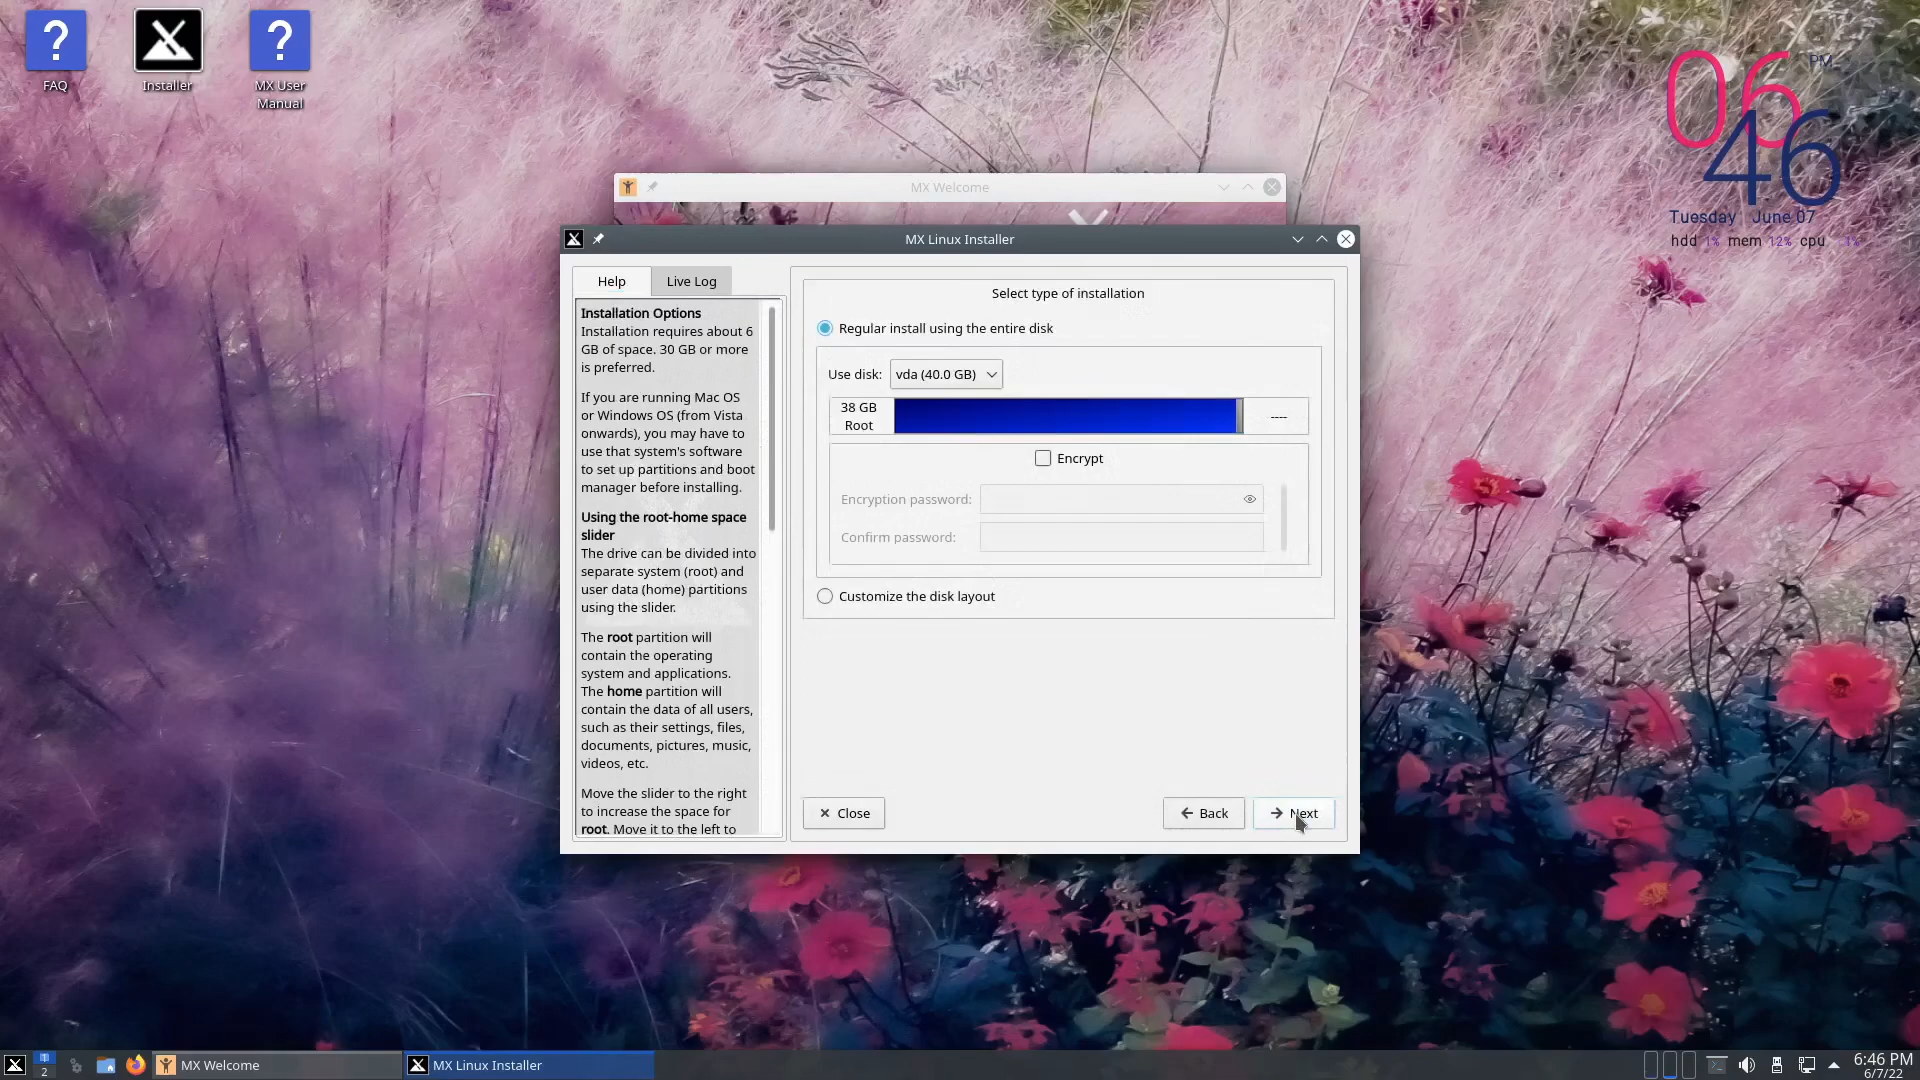 FAQ
Installer
MX User
Manual
06
PM
46
Tuesday June 07
hdd 1% mem 12% cpu 1%
MX Welcome
MX Linux Installer
Help
Live Log
Installation Options
Installation requires about 6
GB of space. 30 GB or more
is preferred.
If you are running Mac OS
or Windows OS (from Vista
onwards), you may have to
use that system's software
to set up partitions and boot
manager before installing.
Using the root-home space
slider
The drive can be divided into
separate system (root) and
user data (home) partitions
using the slider.
The root partition will
contain the operating
system and applications.
The home partition will
contain the data of all users,
such as their settings, files,
documents, pictures, music,
videos, etc.
Move the slider to the right
to increase the space for
root. Move it to the left to
Select type of installation
Regular install using the entire disk
Use disk: vda (40.0 GB)
38 GB
Root
----
Encrypt
Encryption password:
Confirm password:
Customize the disk layout
Close
Back
Next
2
MX Welcome
MX Linux Installer
6:46 PM
6/7/22